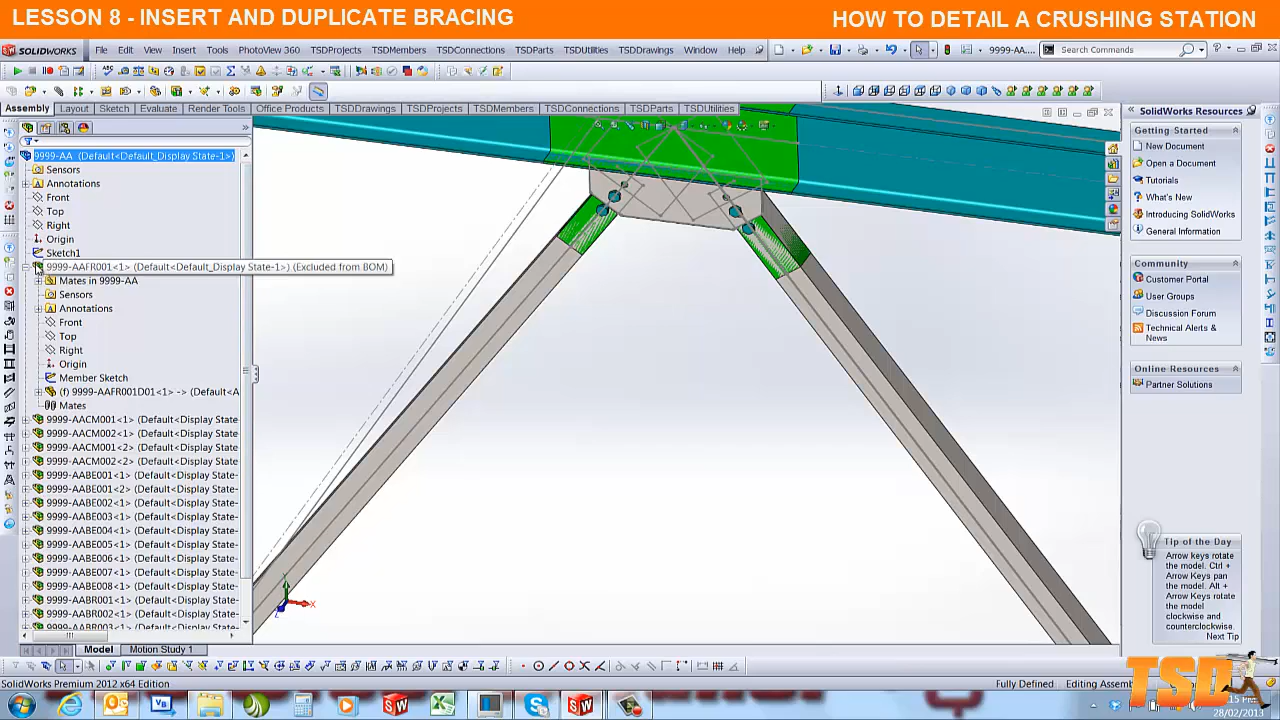 LESSON 8 - INSERT AND DUPLICATE BRACING
HOW TO DETAIL A CRUSHING STATION
SOLIDWORKS
File Edit View Insert Tools PhotoView 360 TSDProjects TSDMembers TSDConnections TSDParts TSDUtilities TSDDrawings Window Help
9999-AA...
Search Commands
Assembly Layout Sketch Evaluate Render Tools Office Products TSDDrawings TSDProjects TSDMembers TSDConnections TSDParts TSDUtilities
9999-AA (Default<Default_Display State-1>)
Sensors
Annotations
Front
Top
Right
Origin
Sketch1
9999-AAFR001<1> (Default<Default_Display State-1>) (Excluded from BOM)
Mates in 9999-AA
Sensors
Annotations
Front
Top
Right
Origin
Member Sketch
(f) 9999-AAFR001D01<1> -> (Default<A
Mates
9999-AACM001<1> (Default<Display State-
9999-AACM002<1> (Default<Display State-
9999-AACM001<2> (Default<Display State-
9999-AACM002<2> (Default<Display State-
9999-AABE001<1> (Default<Display State-
9999-AABE001<2> (Default<Display State-
9999-AABE002<1> (Default<Display State-
9999-AABE003<1> (Default<Display State-
9999-AABE004<1> (Default<Display State-
9999-AABE005<1> (Default<Display State-
9999-AABE006<1> (Default<Display State-
9999-AABE007<1> (Default<Display State-
9999-AABE008<1> (Default<Display State-
9999-AABR001<1> (Default<Display State-
9999-AABR002<1> (Default<Display State-
9999-AABR003<1> (Default<Display State-
X
Z
SolidWorks Resources
Getting Started
New Document
Open a Document
Tutorials
What's New
Introducing SolidWorks
General Information
Community
Customer Portal
User Groups
Discussion Forum
Technical Alerts & News
Online Resources
Partner Solutions
Tip of the Day
Arrow keys rotate
the model. Ctrl +
Arrow Keys pan
the model. Alt +
Arrow Keys rotate
the model
clockwise and
counterclockwise.
Next Tip
Model Motion Study 1
SolidWorks Premium 2012 x64 Edition
Fully Defined
Editing Assemb
TSD
28/02/2013